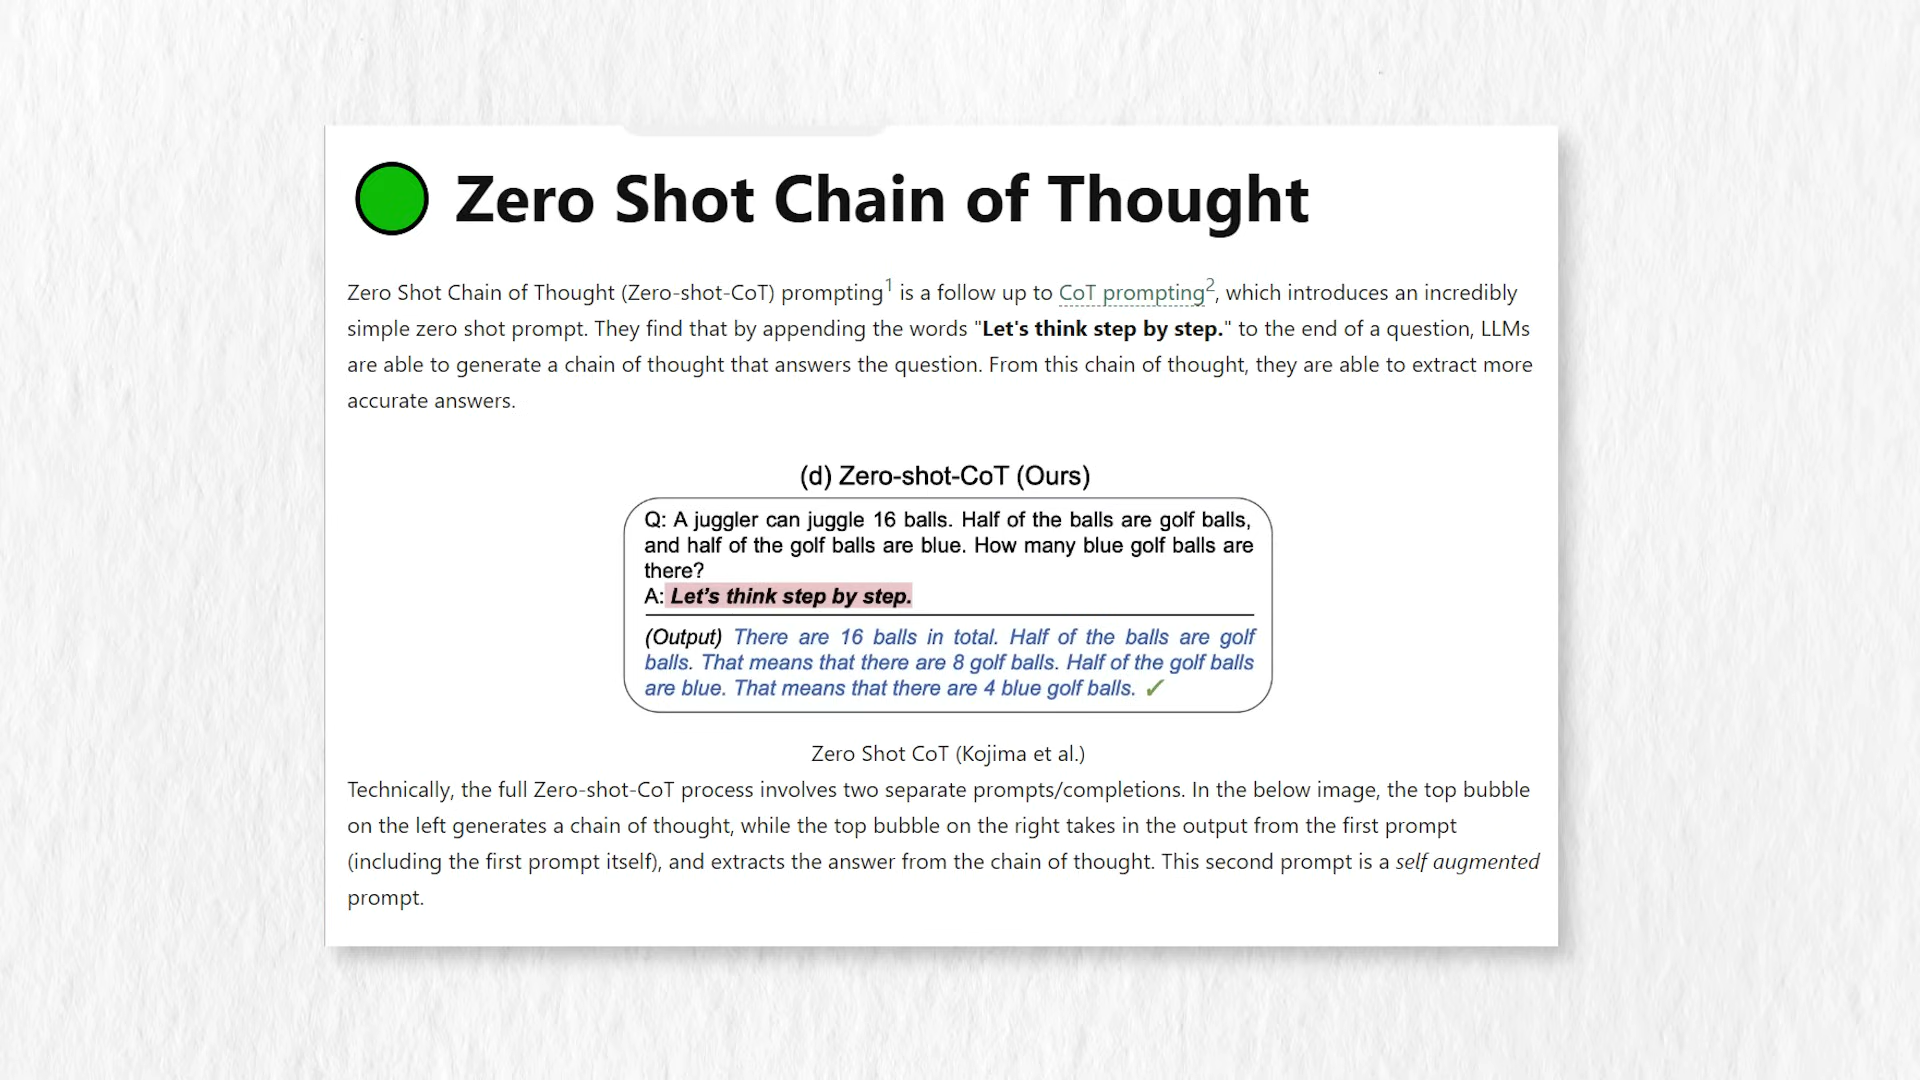 Zero Shot Chain of Thought
Zero Shot Chain of Thought (Zero-shot-CoT) prompting1 is a follow up to CoT prompting2, which introduces an incredibly
simple zero shot prompt. They find that by appending the words "Let's think step by step." to the end of a question, LLMs
are able to generate a chain of thought that answers the question. From this chain of thought, they are able to extract more
accurate answers.
(d) Zero-shot-CoT (Ours)
Q: A juggler can juggle 16 balls. Half of the balls are golf balls,
and half of the golf balls are blue. How many blue golf balls are
there?
A: Let's think step by step.
(Output) There are 16 balls in total. Half of the balls are golf
balls. That means that there are 8 golf balls. Half of the golf balls
are blue. That means that there are 4 blue golf balls. ✓
Zero Shot CoT (Kojima et al.)
Technically, the full Zero-shot-CoT process involves two separate prompts/completions. In the below image, the top bubble
on the left generates a chain of thought, while the top bubble on the right takes in the output from the first prompt
(including the first prompt itself), and extracts the answer from the chain of thought. This second prompt is a self augmented
prompt.